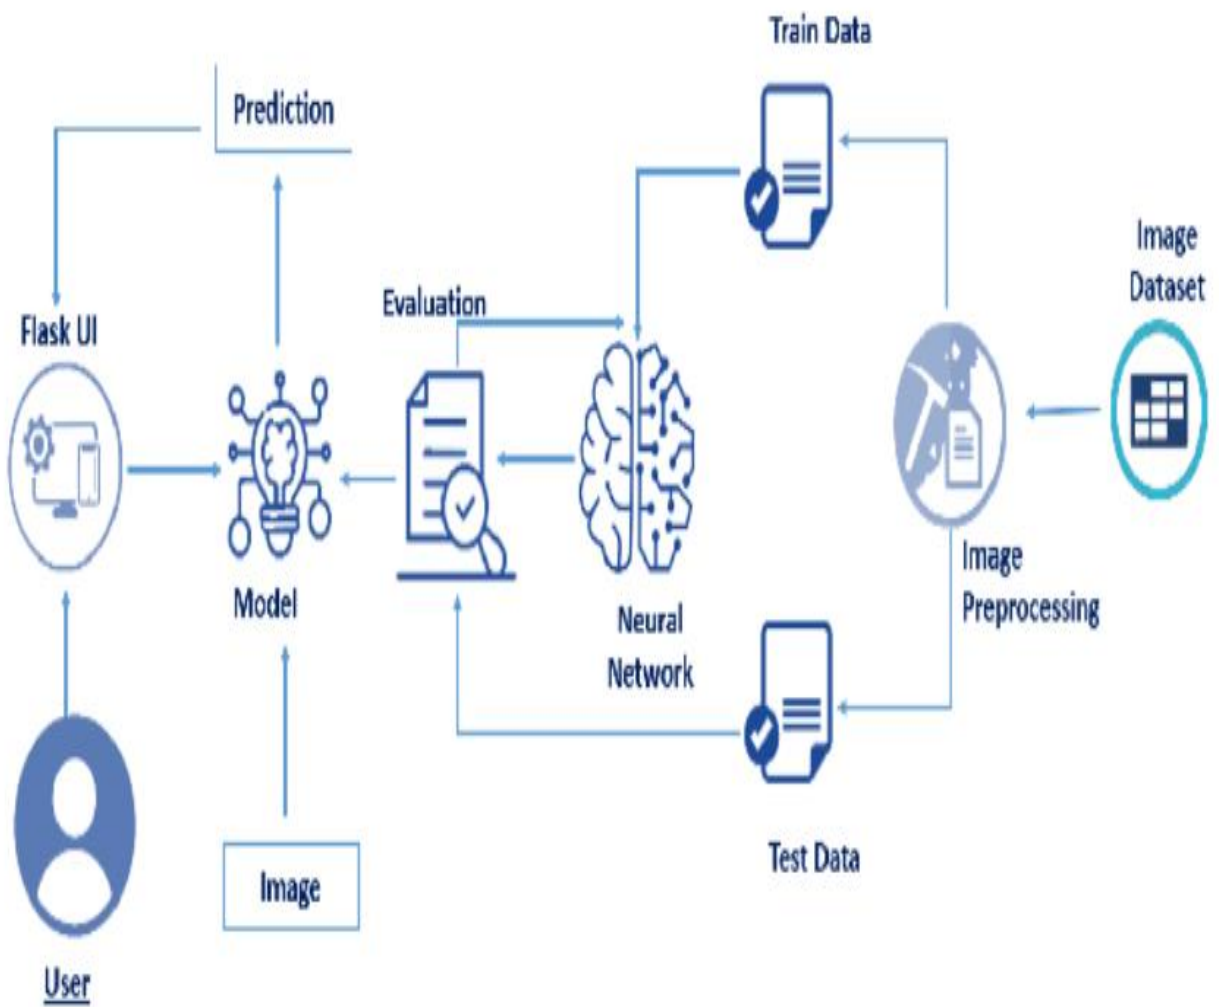 Train Data
Prediction
Image
Dataset
Evaluation
Flask UI
Image
Preprocessing
Model
Neural
Network
Test Data
Image
User